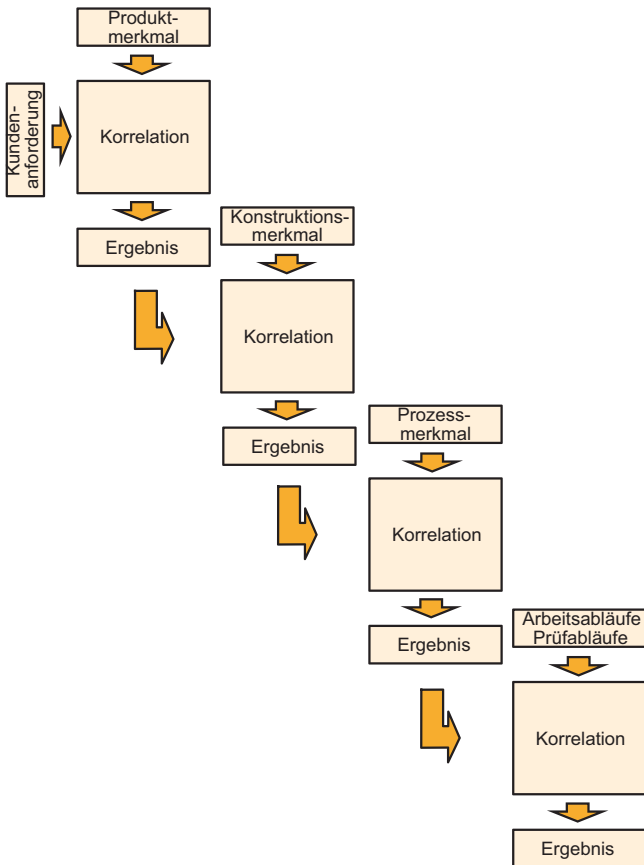 Produkt-
merkmal
Kunden-
anforderung
Korrelation
Ergebnis
Konstruktions-
merkmal
Korrelation
Ergebnis
Prozess-
merkmal
Korrelation
Ergebnis
Arbeitsabläufe
Prüfabläufe
Korrelation
Ergebnis